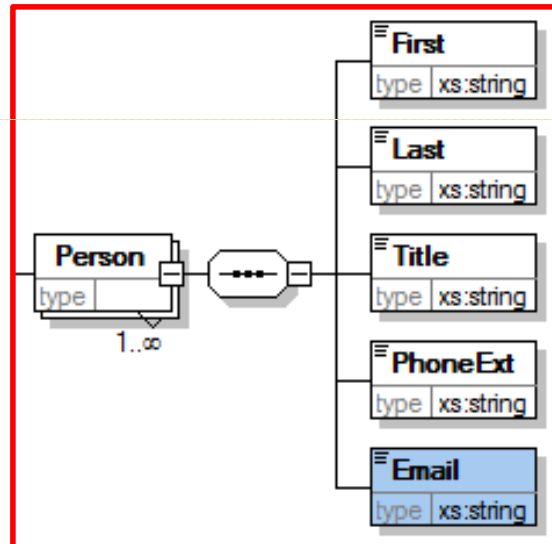 First
type xs:string
Last
type xs:string
Person
type
1..∞
Title
type xs:string
PhoneExt
type xs:string
Email
type xs:string